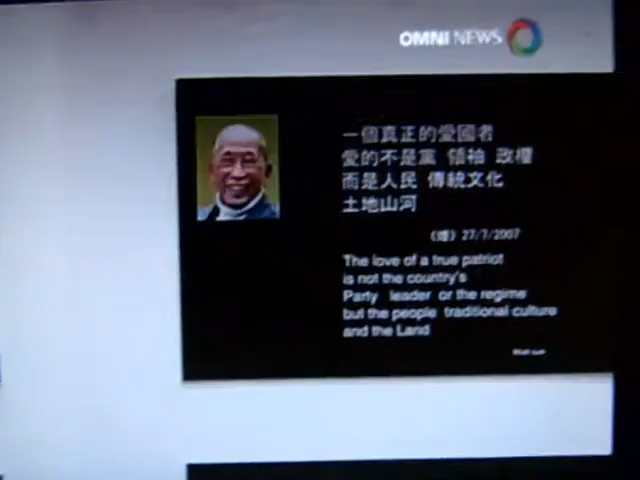 OMNI NEWS
一個真正的愛國者
愛的不是黨 領袖 政權
而是人民 傳統文化
土地山河
27/7/2007
The love of a true patriot
is not the country's
Party leader or the regime
but the people traditional culture
and the Land